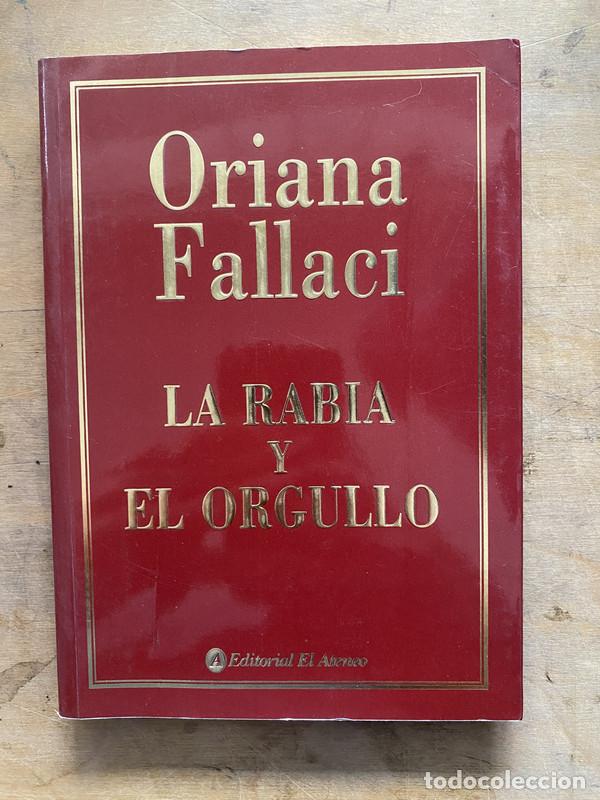 Oriana
Fallaci
LA RABIA
Y
EL ORGULLO
A Editorial El Ateneo
todocoleccion